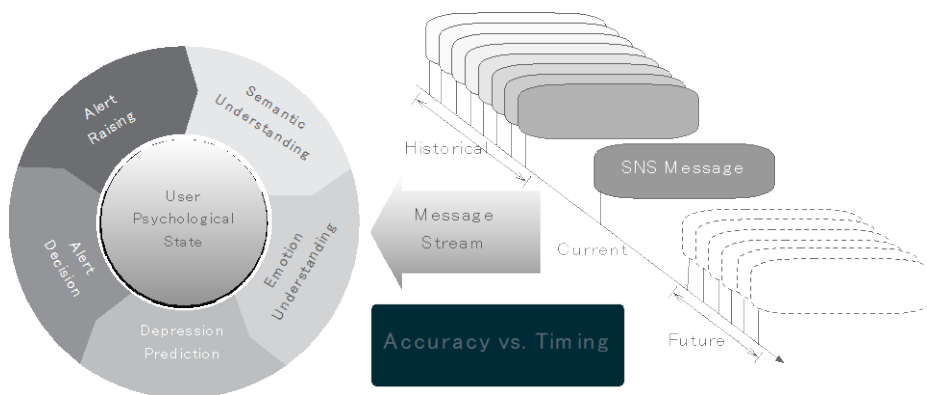 Alert
Raising
Semantic
Understanding
User
Psychological
State
Alert
Decision
Emotion
Understanding
Depression
Prediction
Message
Stream
Accuracy vs. Timing
Historical
SNS Message
Current
Future